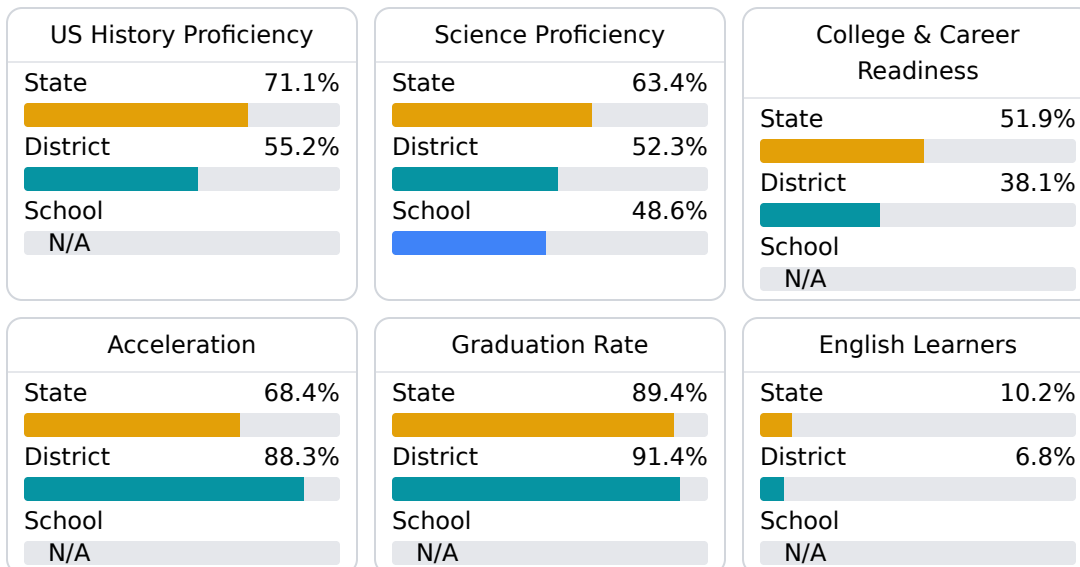 US History Proficiency
State 71.1%
District 55.2%
School
N/A
Science Proficiency
State 63.4%
District 52.3%
School 48.6%
College & Career
Readiness
State 51.9%
District 38.1%
School
N/A
Acceleration
State 68.4%
District 88.3%
School
N/A
Graduation Rate
State 89.4%
District 91.4%
School
N/A
English Learners
State 10.2%
District 6.8%
School
N/A